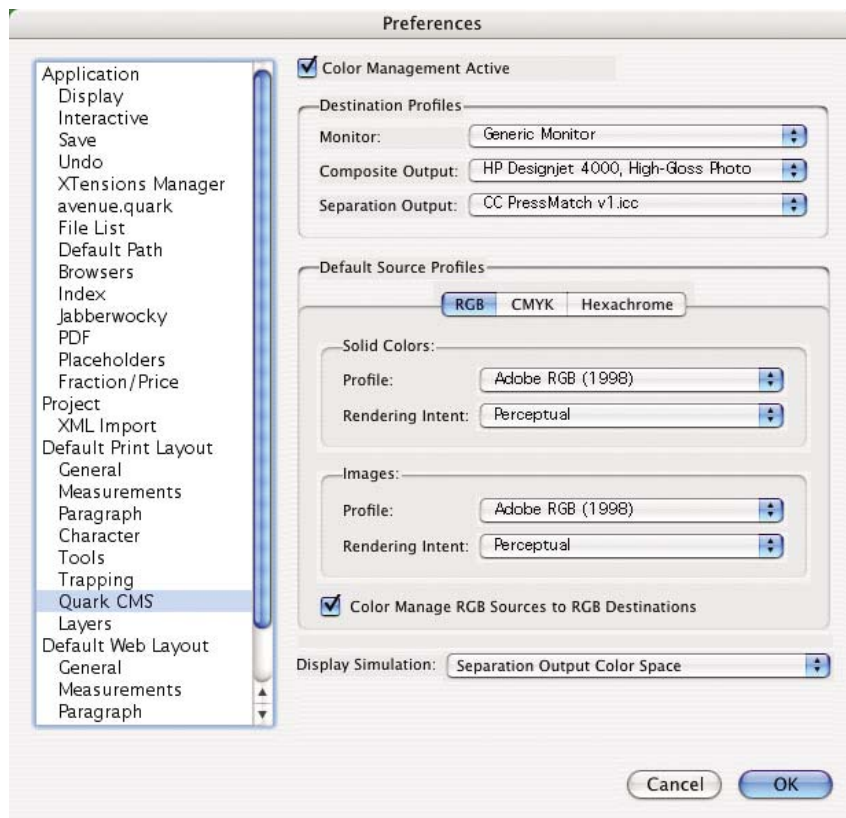 Preferences
Application
Display
Interactive
Save
Undo
XTensions Manager
avenue.quark
File List
Default Path
Browsers
Index
Jabberwocky
PDF
Placeholders
Fraction/Price
Project
XML Import
Default Print Layout
General
Measurements
Paragraph
Character
Tools
Trapping
Quark CMS
Layers
Default Web Layout
General
Measurements
Paragraph
Color Management Active
Destination Profiles
Monitor: Generic Monitor
Composite Output: HP Designjet 4000, High-Gloss Photo
Separation Output: CC PressMatch v1.icc
Default Source Profiles
RGB CMYK Hexachrome
Solid Colors:
Profile: Adobe RGB (1998)
Rendering Intent: Perceptual
Images:
Profile: Adobe RGB (1998)
Rendering Intent: Perceptual
Color Manage RGB Sources to RGB Destinations
Display Simulation: Separation Output Color Space
Cancel OK